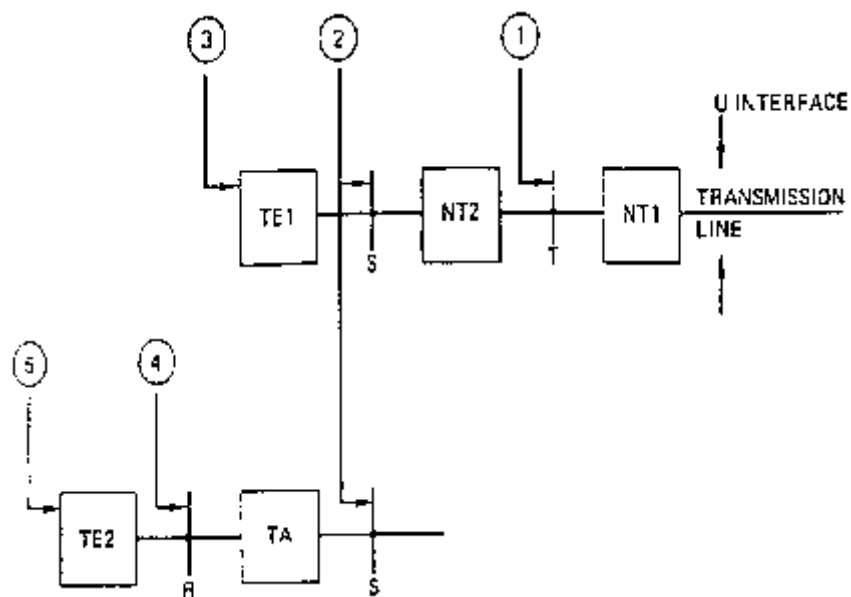 3
2
1
U INTERFACE
TE1
NT2
NT1
TRANSMISSION
LINE
S
T
5
4
TE2
TA
R
S